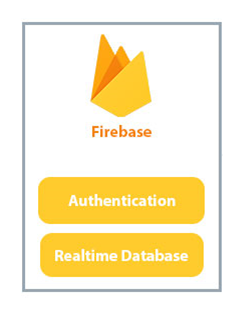 Firebase
Authentication
Realtime Database